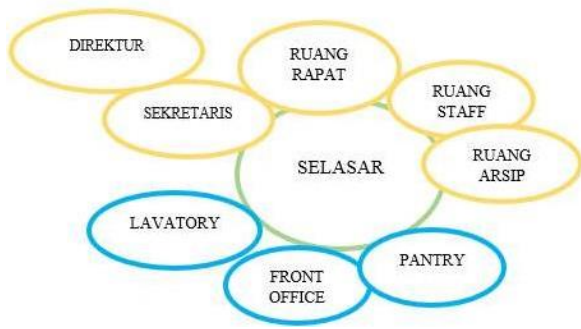 DIREKTUR
RUANG
RAPAT
SEKRETARIS
RUANG
STAFF
RUANG
ARSIP
SELASAR
LAVATORY
FRONT
OFFICE
PANTRY